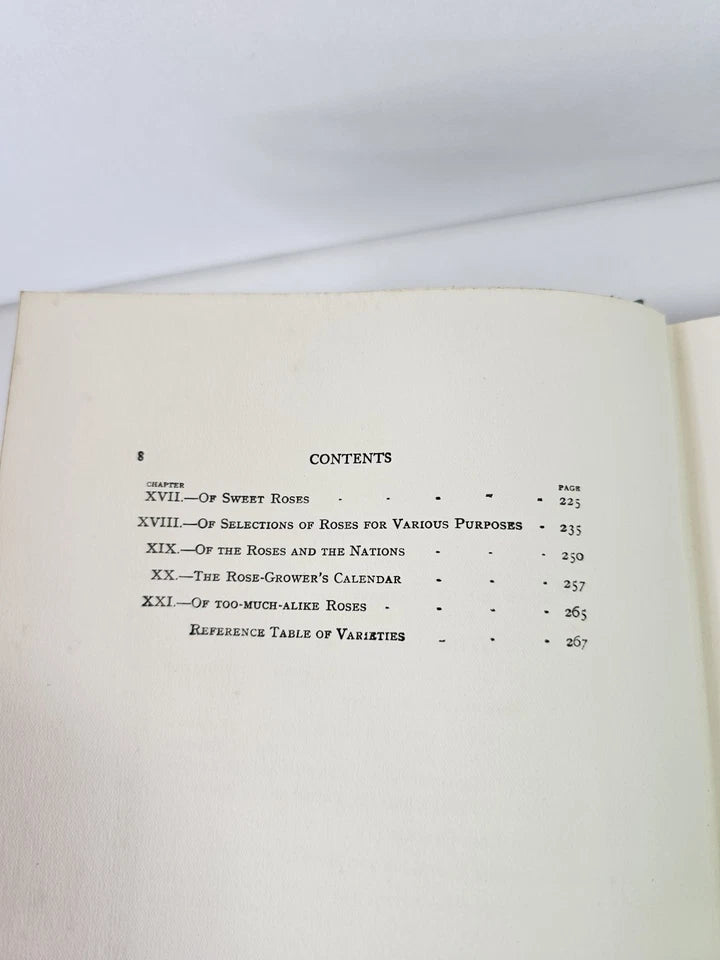 8 CONTENTS
CHAPTER PAGE
XVII.—OF SWEET ROSES - - - - - 225
XVIII.—OF SELECTIONS OF ROSES FOR VARIOUS PURPOSES - 235
XIX.—OF THE ROSES AND THE NATIONS - - - 250
XX.—THE ROSE-GROWER'S CALENDAR - - - 257
XXI.—OF TOO-MUCH-ALIKE ROSES - - - - 265
REFERENCE TABLE OF VARIETIES - - - 267